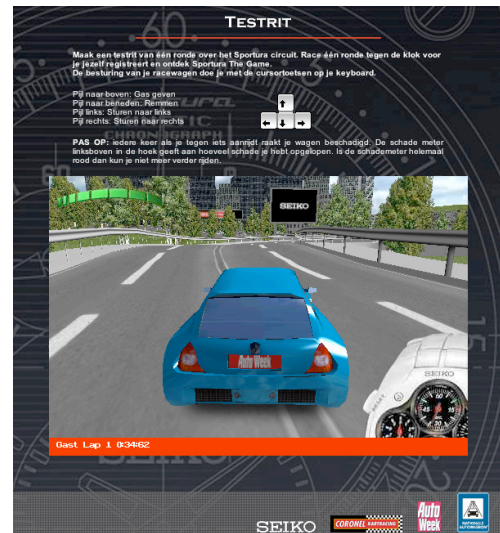 TESTRIT
Maak een testrit van één ronde over het Sportura circuit. Race één ronde tegen de klok voor
je jezelf registreert en ontdek Sportura The Game.
De besturing van je racewagen doe je met de cursortoetsen op je keyboard.
Pijl naar boven: Gas geven
Pijl naar beneden: Remmen
Pijl links: Sturen naar links
Pijl rechts: Sturen naar rechts
PAS OP: iedere keer als je tegen iets aanrijdt raakt je wagen beschadigd. De schade meter
linksboven in de hoek geeft aan hoeveel schade je hebt opgelopen. Is de schademeter helemaal
rood dan kun je niet meer verder rijden.
SEIKO
Auto Week
SEIKO
Gast Lap 1 0:34:62
SEIKO
CORONEL KARTRACING
Auto
Week